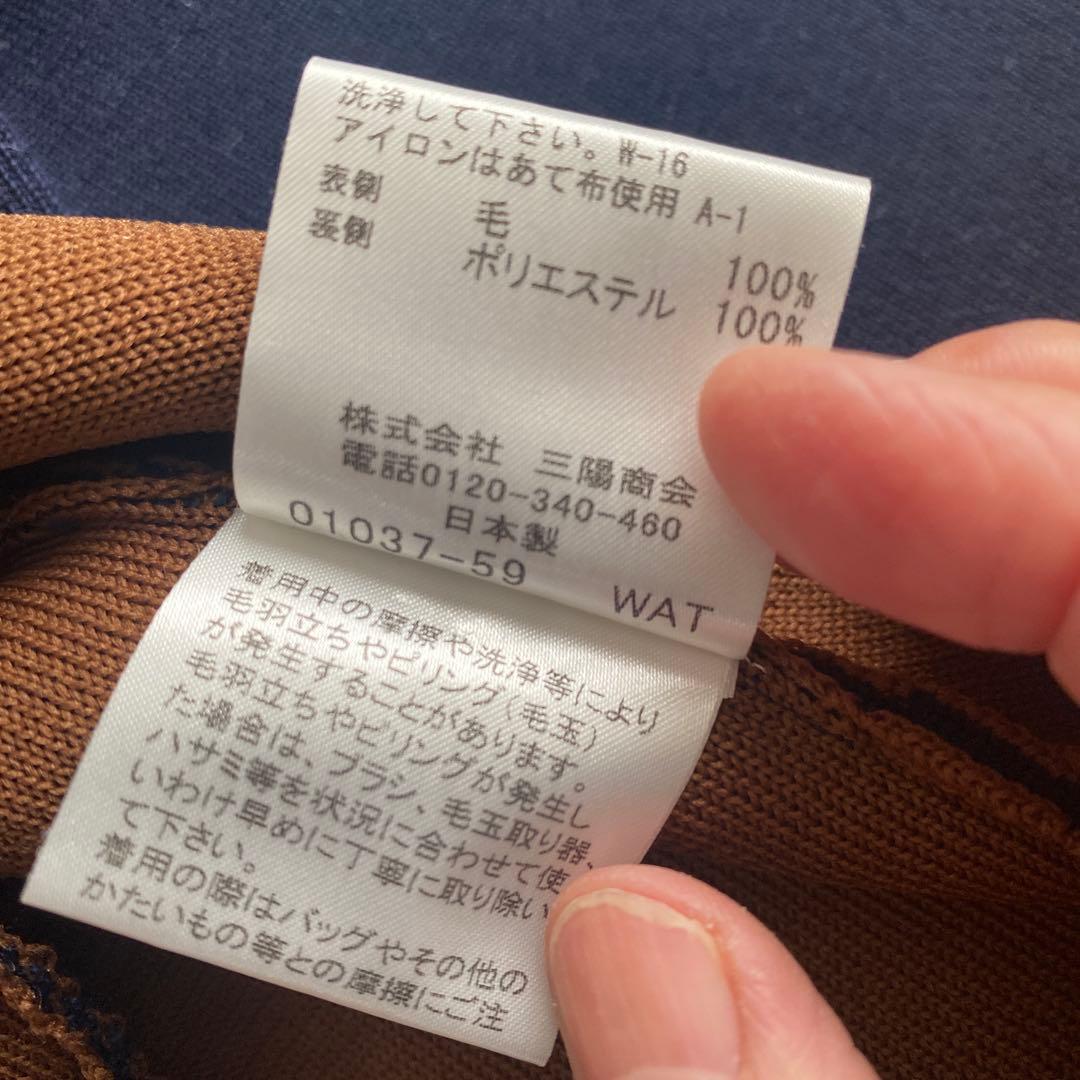 洗浄して下さい。W-16
アイロンはあて布使用 A-1
表側 毛 100%
裏側 ポリエステル 100%
株式会社 三陽商会
電話0120-340-460
日本製
01037-59 WAT
着用中の摩擦や洗浄等により
毛羽立ちやピリング(毛玉)
が発生することがあります。
毛羽立ちやピリングが発生し
た場合は、ブラシ、毛玉取り器、
ハサミ等を状況に合わせて使
いわけ早めに丁寧に取り除い
て下さい。
着用の際はバッグやその他の
かたいもの等との摩擦にご注